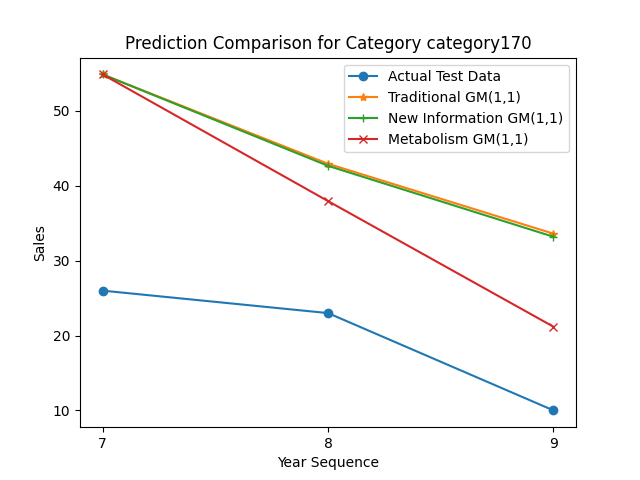 Prediction Comparison for Category category170
Actual Test Data
Traditional GM(1,1)
New Information GM(1,1)
Metabolism GM(1,1)
50
40
30
20
10
Sales
7
8
9
Year Sequence